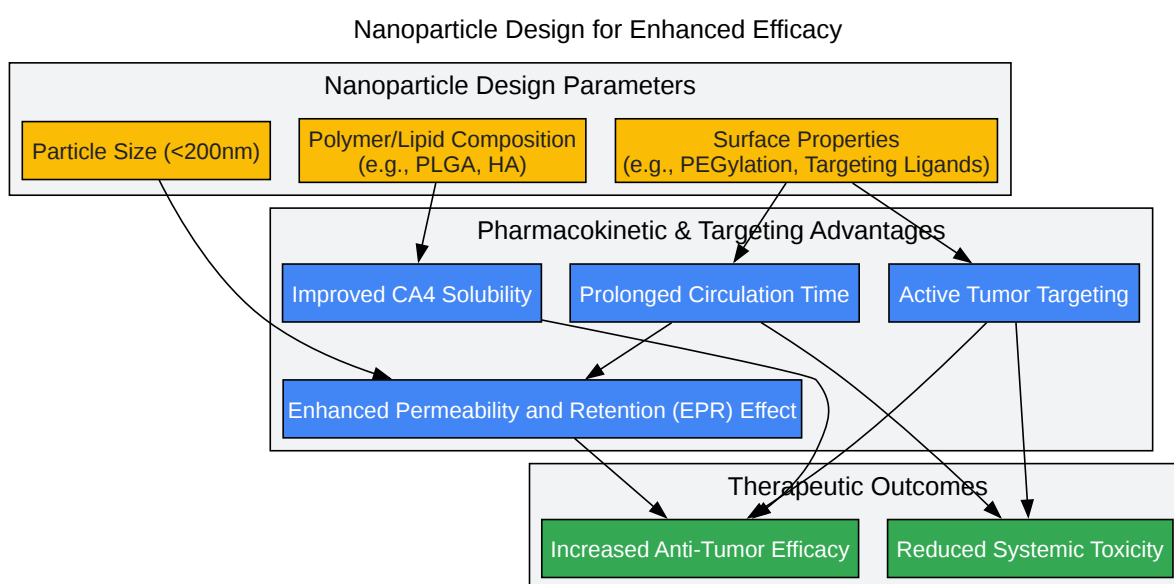 Nanoparticle Design for Enhanced Efficacy
Nanoparticle Design Parameters
Particle Size (<200nm)
Polymer/Lipid Composition
(e.g., PLGA, HA)
Surface Properties
(e.g., PEGylation, Targeting Ligands)
Pharmacokinetic & Targeting Advantages
Improved CA4 Solubility
Prolonged Circulation Time
Active Tumor Targeting
Enhanced Permeability and Retention (EPR) Effect
Therapeutic Outcomes
Increased Anti-Tumor Efficacy
Reduced Systemic Toxicity